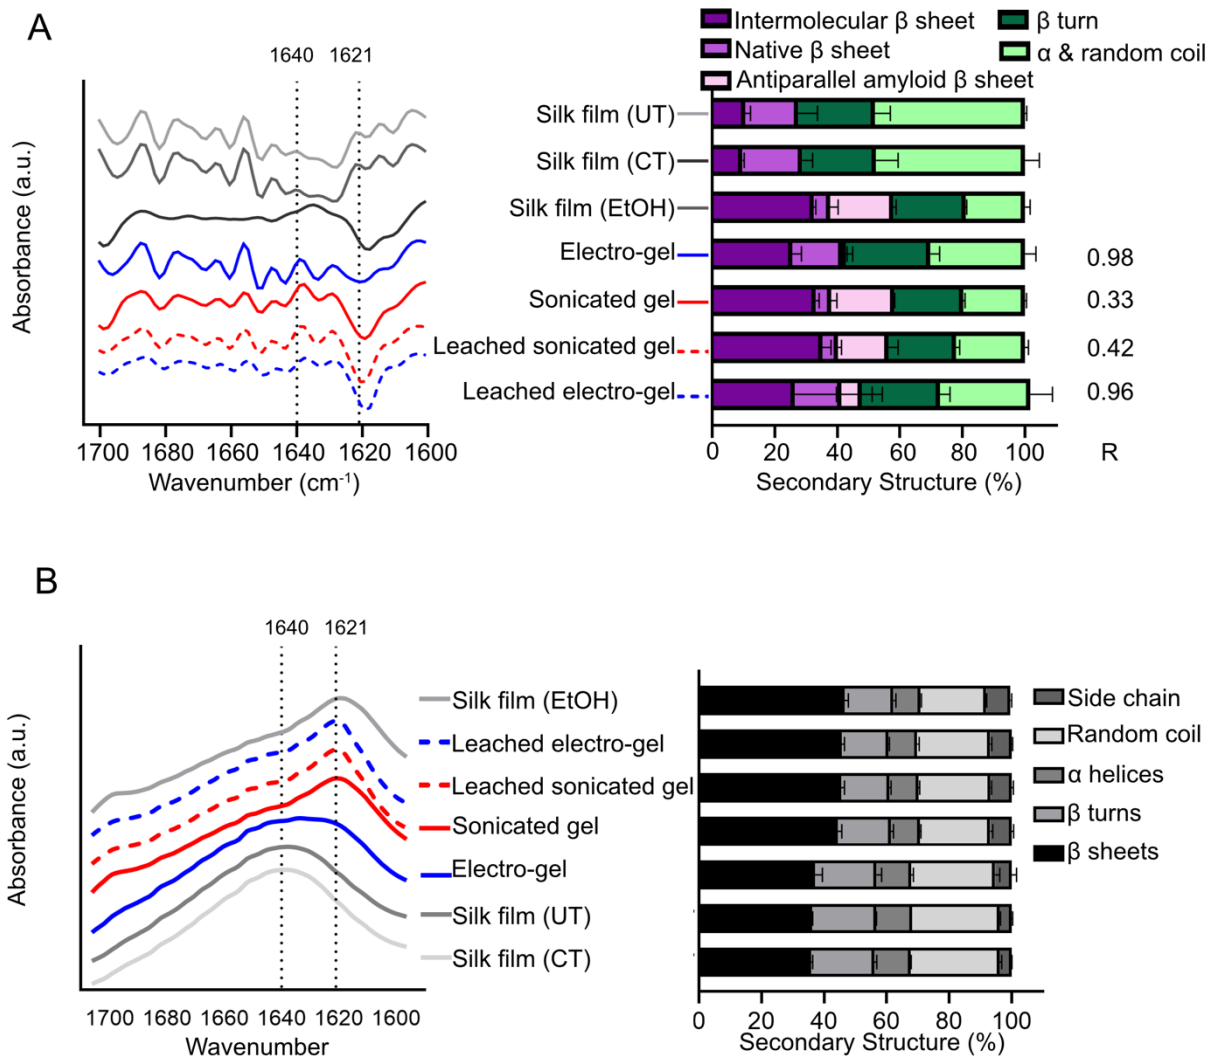 A
1640 1621
Absorbance (a.u.)
1700 1680 1660 1640 1620 1600
Wavenumber (cm⁻¹)
Intermolecular β sheet
β turn
Native β sheet
α & random coil
Antiparallel amyloid β sheet
Silk film (UT)
Silk film (CT)
Silk film (EtOH)
Electro-gel
0.98
Sonicated gel
0.33
Leached sonicated gel
0.42
Leached electro-gel
0.96
0 20 40 60 80 100
R
Secondary Structure (%)
B
1640 1621
Absorbance (a.u.)
Silk film (EtOH)
Leached electro-gel
Leached sonicated gel
Sonicated gel
Electro-gel
Silk film (UT)
Silk film (CT)
1700 1680 1660 1640 1620 1600
Wavenumber
Side chain
Random coil
α helices
β turns
β sheets
0 20 40 60 80 100
Secondary Structure (%)